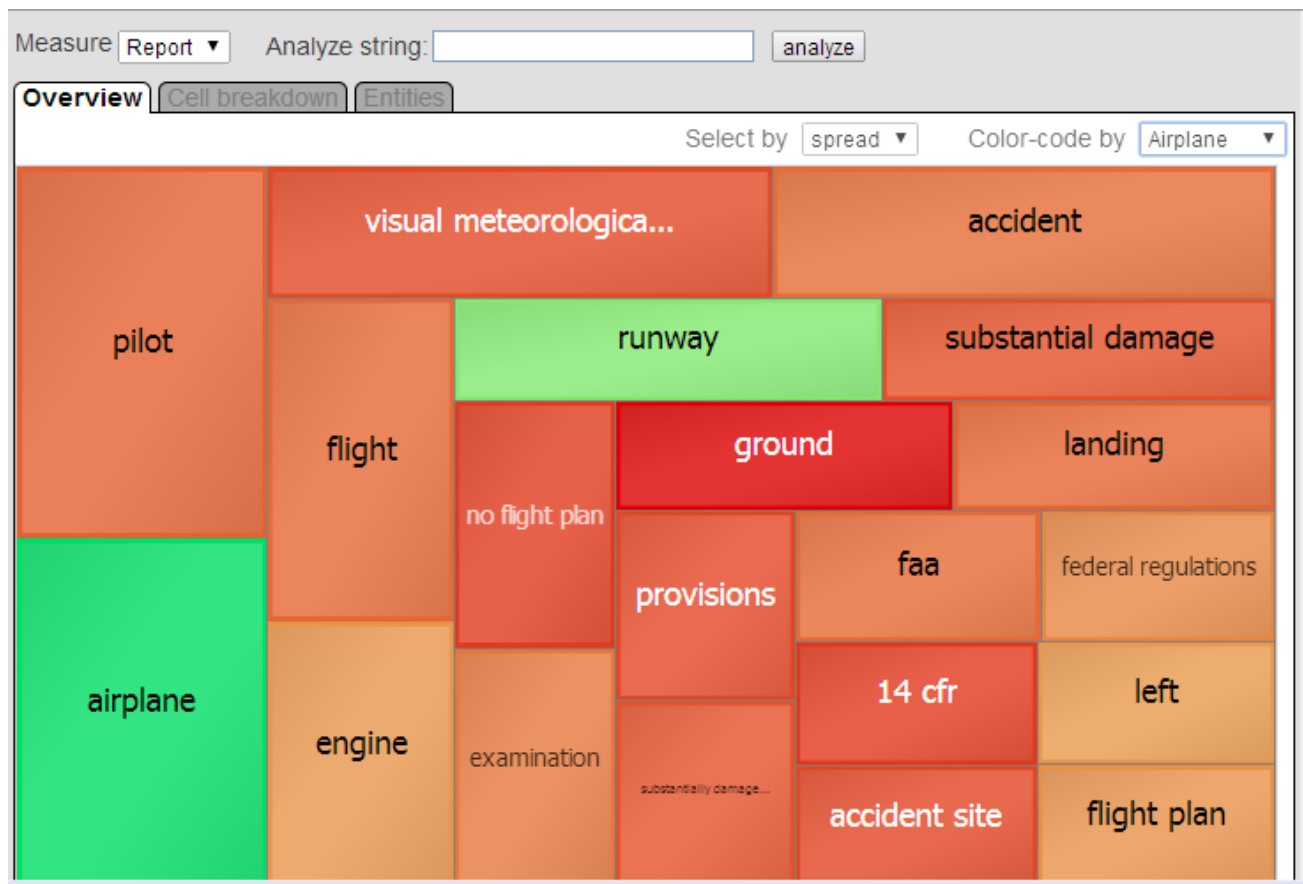 Measure Report ▼ Analyze string: analyze
Overview Cell breakdown Entities
Select by spread ▼ Color-code by Airplane ▼
visual meteorologica...
accident
pilot
runway
substantial damage
flight
ground
landing
no flight plan
faa
federal regulations
provisions
14 cfr
left
airplane
engine
examination
substantially damage...
accident site
flight plan